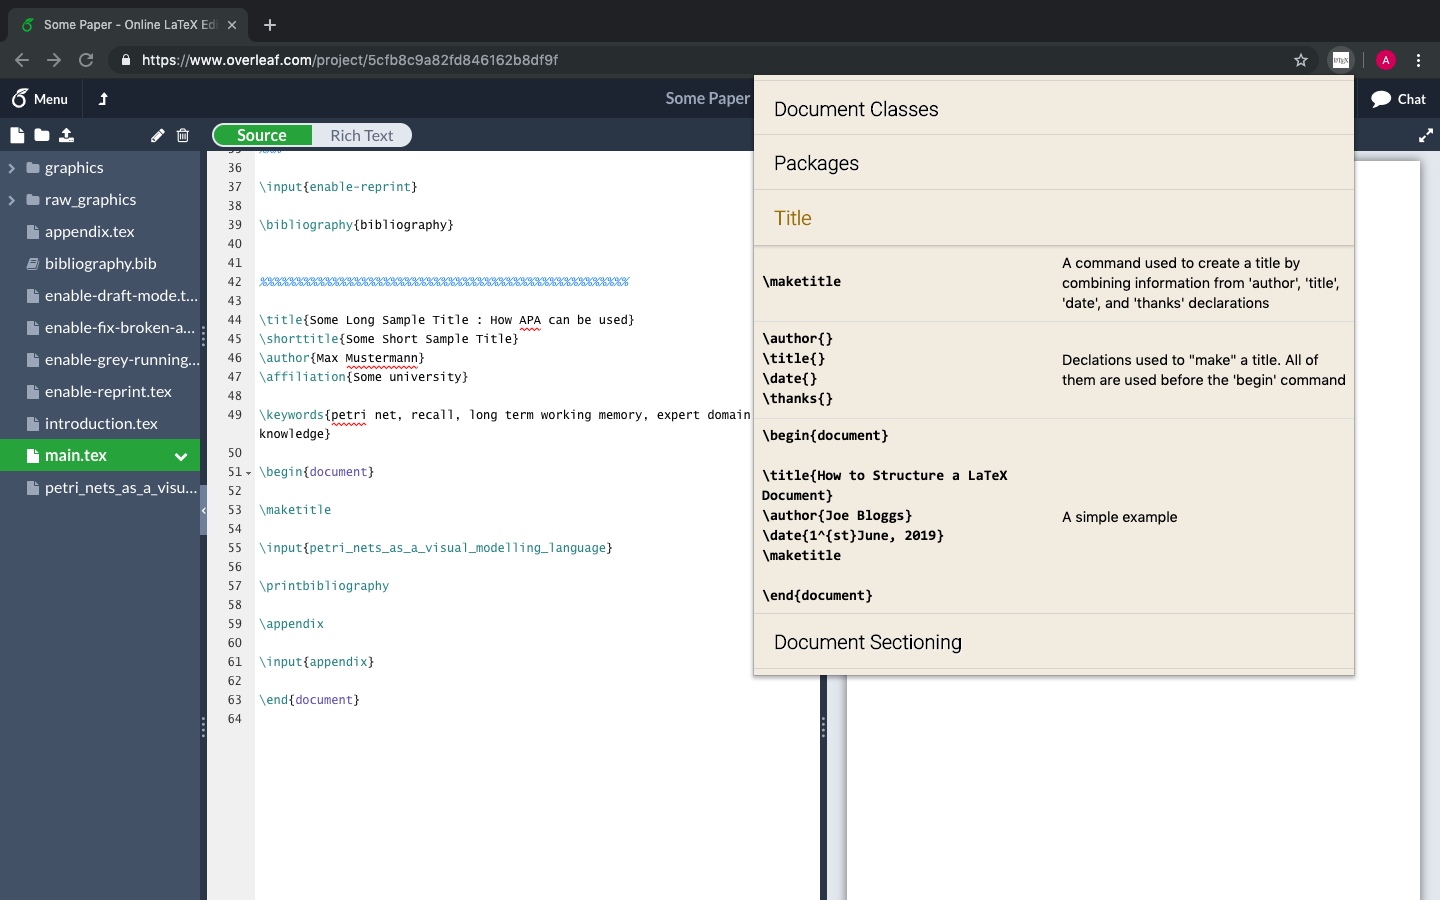 Some Paper - Online LaTeX Edi
https://www.overleaf.com/project/5cfb8c9a82fd846162b8df9f
LATEX
A
Menu
Some Paper
Chat
Source
Rich Text
graphics
raw_graphics
appendix.tex
bibliography.bib
enable-draft-mode.t...
enable-fix-broken-a...
enable-grey-running...
enable-reprint.tex
introduction.tex
main.tex
petri_nets_as_a_visu...
35 %%%
36
37 \input{enable-reprint}
38
39 \bibliography{bibliography}
40
41
42 %%%%%%%%%%%%%%%%%%%%%%%%%%%%%%%%%%%%%%%%%%%%%%%%%%%
43
44 \title{Some Long Sample Title : How APA can be used}
45 \shorttitle{Some Short Sample Title}
46 \author{Max Mustermann}
47 \affiliation{Some university}
48
49 \keywords{petri net, recall, long term working memory, expert domain
knowledge}
50
51 \begin{document}
52
53 \maketitle
54
55 \input{petri_nets_as_a_visual_modelling_language}
56
57 \printbibliography
58
59 \appendix
60
61 \input{appendix}
62
63 \end{document}
64
Document Classes
Packages
Title
\maketitle
A command used to create a title by
combining information from 'author', 'title',
'date', and 'thanks' declarations
\author{}
\title{}
\date{}
\thanks{}
Declations used to "make" a title. All of
them are used before the 'begin' command
\begin{document}
\title{How to Structure a LaTeX
Document}
\author{Joe Bloggs}
\date{1^{st}June, 2019}
\maketitle
\end{document}
A simple example
Document Sectioning